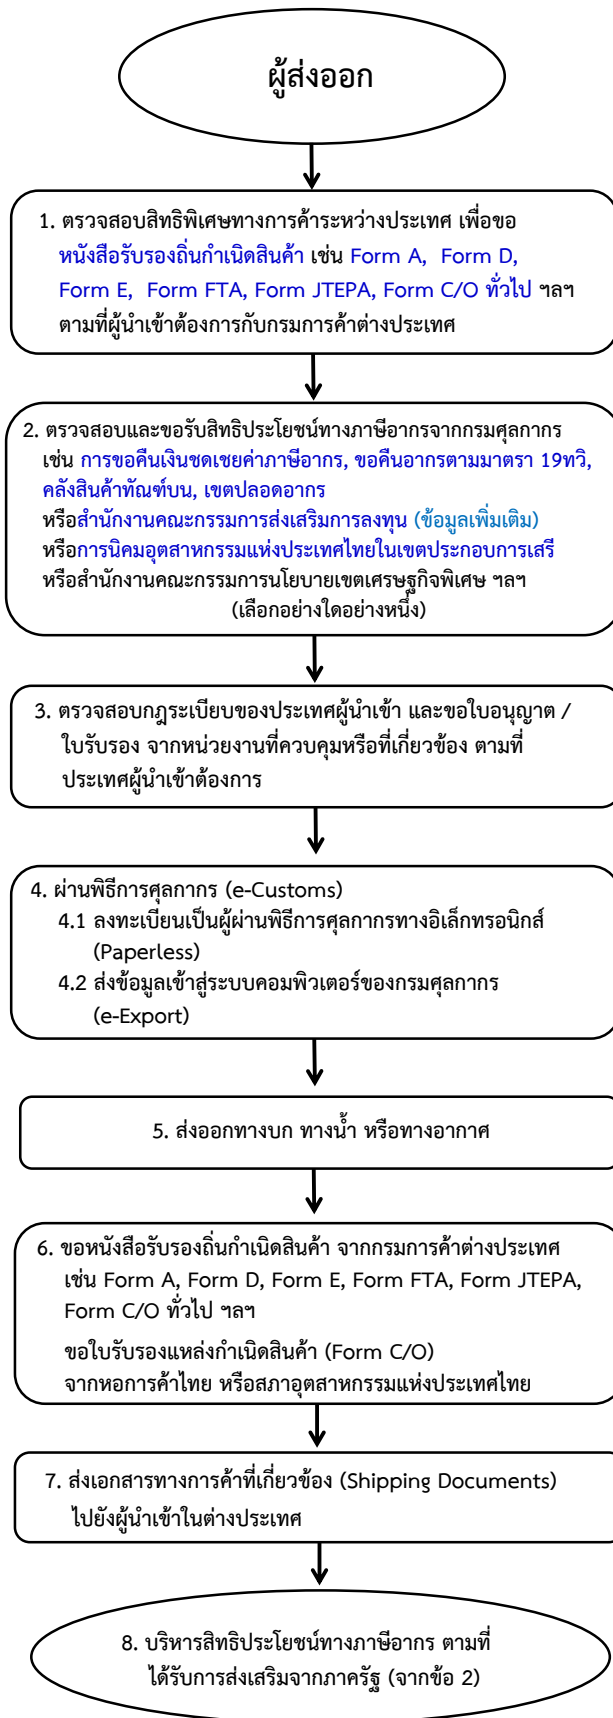 ผู้ส่งออก
1. ตรวจสอบสิทธิพิเศษทางการค้าระหว่างประเทศ เพื่อขอ
หนังสือรับรองถิ่นกำเนิดสินค้า เช่น Form A, Form D,
Form E, Form FTA, Form JTEPA, Form C/O ทั่วไป ฯลฯ
ตามที่ผู้นำเข้าต้องการกับกรมการค้าต่างประเทศ
2. ตรวจสอบและขอรับสิทธิประโยชน์ทางภาษีอากรจากกรมศุลกากร
เช่น การขอคืนเงินชดเชยค่าภาษีอากร, ขอคืนอากรตามมาตรา 19ทวิ,
คลังสินค้าทัณฑ์บน, เขตปลอดอากร
หรือสำนักงานคณะกรรมการส่งเสริมการลงทุน (ข้อมูลเพิ่มเติม)
หรือการนิคมอุตสาหกรรมแห่งประเทศไทยในเขตประกอบการเสรี
หรือสำนักงานคณะกรรมการนโยบายเขตเศรษฐกิจพิเศษ ฯลฯ
(เลือกอย่างใดอย่างหนึ่ง)
3. ตรวจสอบกฎระเบียบของประเทศผู้นำเข้า และขอใบอนุญาต /
ใบรับรอง จากหน่วยงานที่ควบคุมหรือที่เกี่ยวข้อง ตามที่
ประเทศผู้นำเข้าต้องการ
4. ผ่านพิธีการศุลกากร (e-Customs)
4.1 ลงทะเบียนเป็นผู้ผ่านพิธีการศุลกากรทางอิเล็กทรอนิกส์
(Paperless)
4.2 ส่งข้อมูลเข้าสู่ระบบคอมพิวเตอร์ของกรมศุลกากร
(e-Export)
5. ส่งออกทางบก ทางน้ำ หรือทางอากาศ
6. ขอหนังสือรับรองถิ่นกำเนิดสินค้า จากกรมการค้าต่างประเทศ
เช่น Form A, Form D, Form E, Form FTA, Form JTEPA,
Form C/O ทั่วไป ฯลฯ
ขอใบรับรองแหล่งกำเนิดสินค้า (Form C/O)
จากหอการค้าไทย หรือสภาอุตสาหกรรมแห่งประเทศไทย
7. ส่งเอกสารทางการค้าที่เกี่ยวข้อง (Shipping Documents)
ไปยังผู้นำเข้าในต่างประเทศ
8. บริหารสิทธิประโยชน์ทางภาษีอากร ตามที่
ได้รับการส่งเสริมจากภาครัฐ (จากข้อ 2)